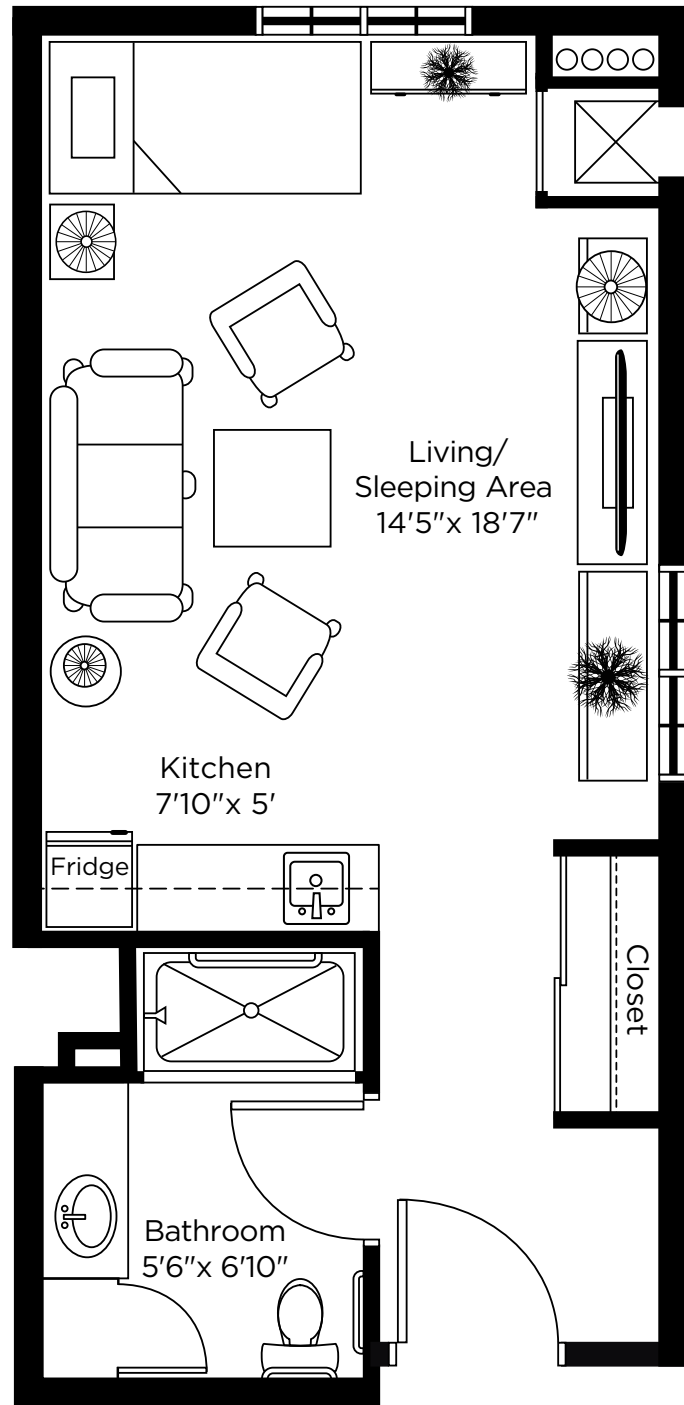 Living/
Sleeping Area
14'5"x 18'7"
Kitchen
7'10"x 5'
Fridge
Closet
Bathroom
5'6"x 6'10"